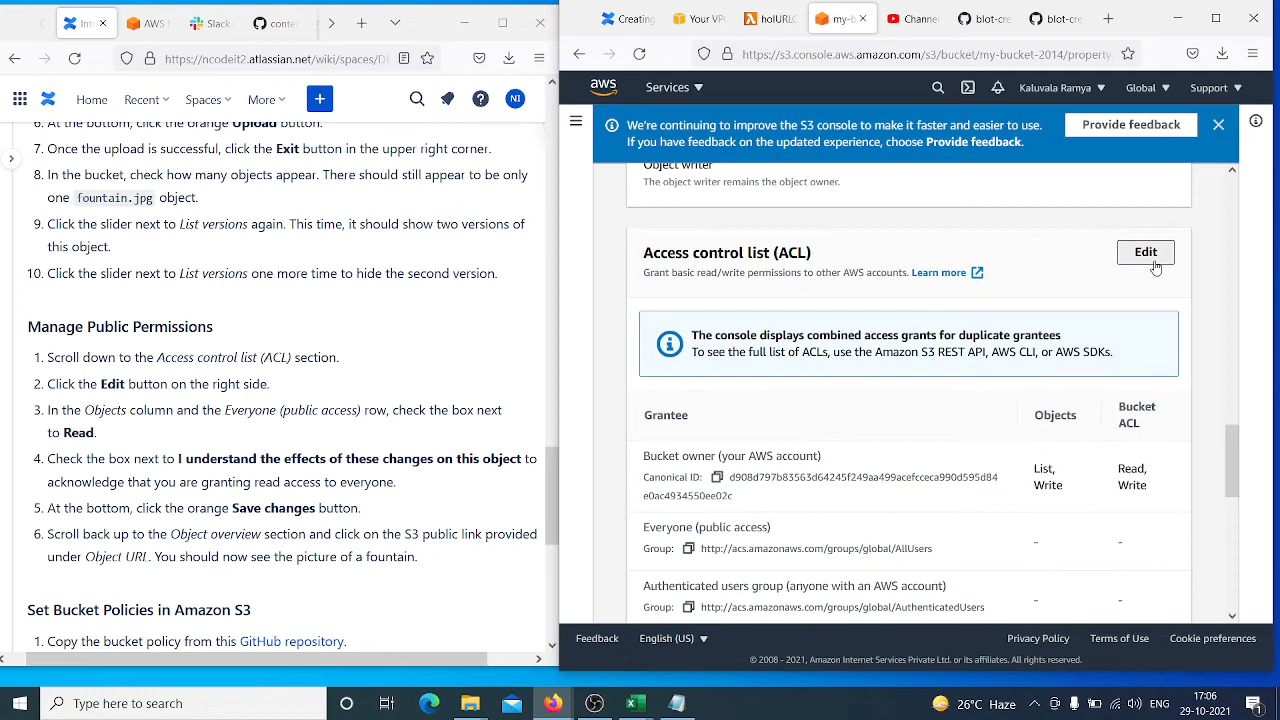 Int
AWS M
Slack
conter
https://ncodeit2.atlassian.net/wiki/spaces/DE
Home
Recent
Spaces
More
NI
6. At the bottom, click the orange Upload button.
7. Once the upload is successful, click the Exit button in the upper right corner.
8. In the bucket, check how many objects appear. There should still appear to be only
one fountain.jpg object.
9. Click the slider next to List versions again. This time, it should show two versions of
this object.
10. Click the slider next to List versions one more time to hide the second version.
Manage Public Permissions
1. Scroll down to the Access control list (ACL) section.
2. Click the Edit button on the right side.
3. In the Objects column and the Everyone (public access) row, check the box next
to Read.
4. Check the box next to I understand the effects of these changes on this object to
acknowledge that you are granting read access to everyone.
5. At the bottom, click the orange Save changes button.
6. Scroll back up to the Object overview section and click on the S3 public link provided
under Object URL. You should now see the picture of a fountain.
Set Bucket Policies in Amazon S3
1. Copy the bucket policy from this GitHub repository.
Creating
Your VP
holURL
my-b
Channe
blot-cre
blot-cre
https://s3.console.aws.amazon.com/s3/bucket/my-bucket-2014/property
aws
Services
Kaluvala Ramya
Global
Support
We're continuing to improve the S3 console to make it faster and easier to use.
If you have feedback on the updated experience, choose Provide feedback.
Provide feedback
Object writer
The object writer remains the object owner.
Access control list (ACL)
Edit
Grant basic read/write permissions to other AWS accounts. Learn more
The console displays combined access grants for duplicate grantees
To see the full list of ACLs, use the Amazon S3 REST API, AWS CLI, or AWS SDKs.
Grantee
Objects
Bucket
ACL
Bucket owner (your AWS account)
Canonical ID: d908d797b83563d64245f249aa499acefcceca990d595d84
e0ac4934550ee02c
List,
Write
Read,
Write
Everyone (public access)
Group: http://acs.amazonaws.com/groups/global/AllUsers
-
-
Authenticated users group (anyone with an AWS account)
Group: http://acs.amazonaws.com/groups/global/AuthenticatedUsers
-
-
Feedback
English (US)
Privacy Policy
Terms of Use
Cookie preferences
© 2008 - 2021, Amazon Internet Services Private Ltd. or its affiliates. All rights reserved.
Type here to search
26°C Haze
ENG
17:06
29-10-2021